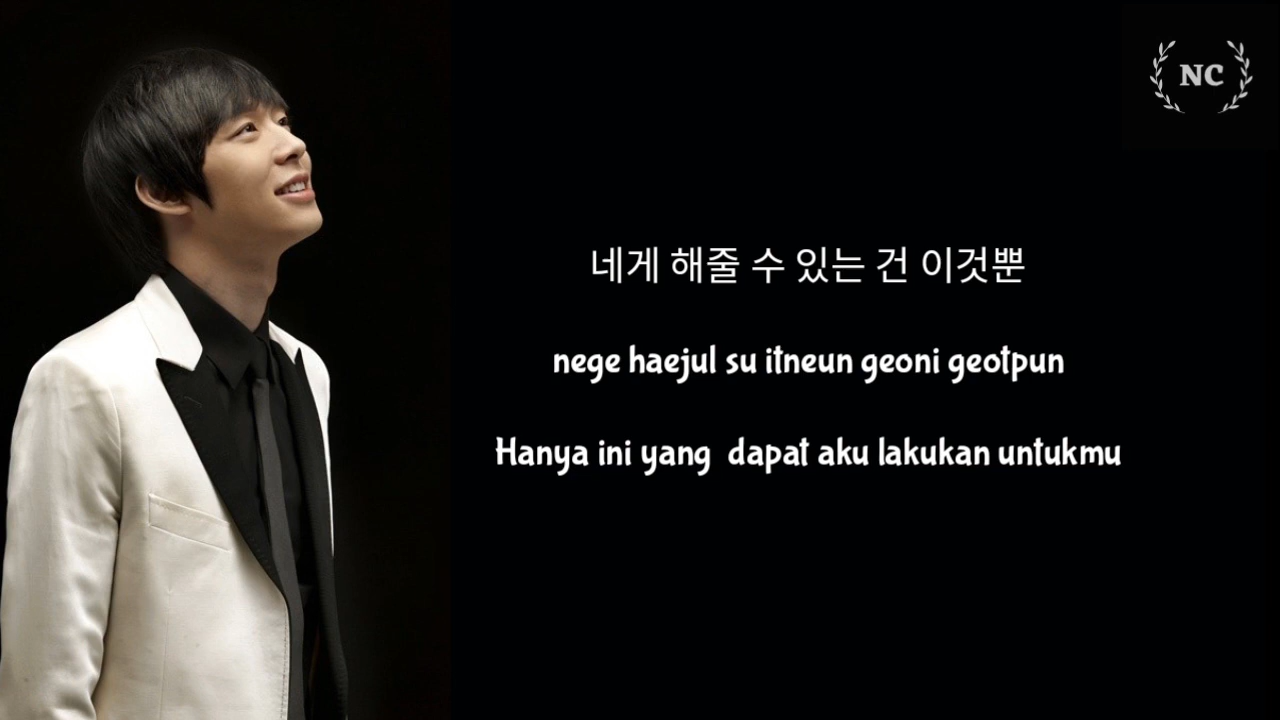 NC
네게 해줄 수 있는 건 이것뿐
nege haejul su itneun geoni geotpun
Hanya ini yang dapat aku lakukan untukmu